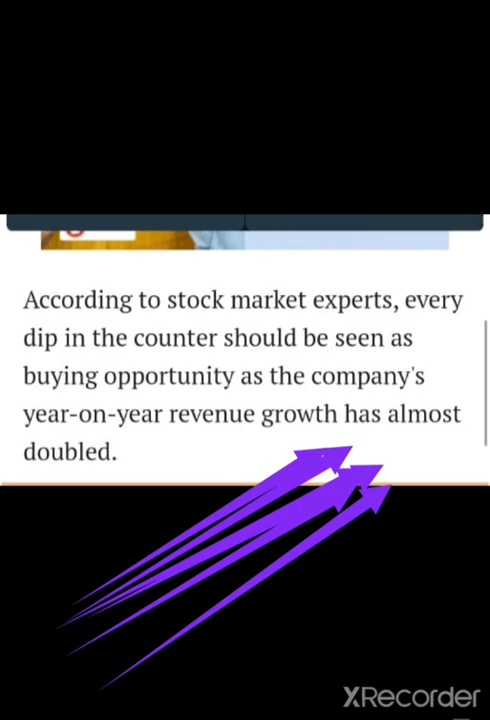 According to stock market experts, every
dip in the counter should be seen as
buying opportunity as the company's
year-on-year revenue growth has almost
doubled.
XRecorder